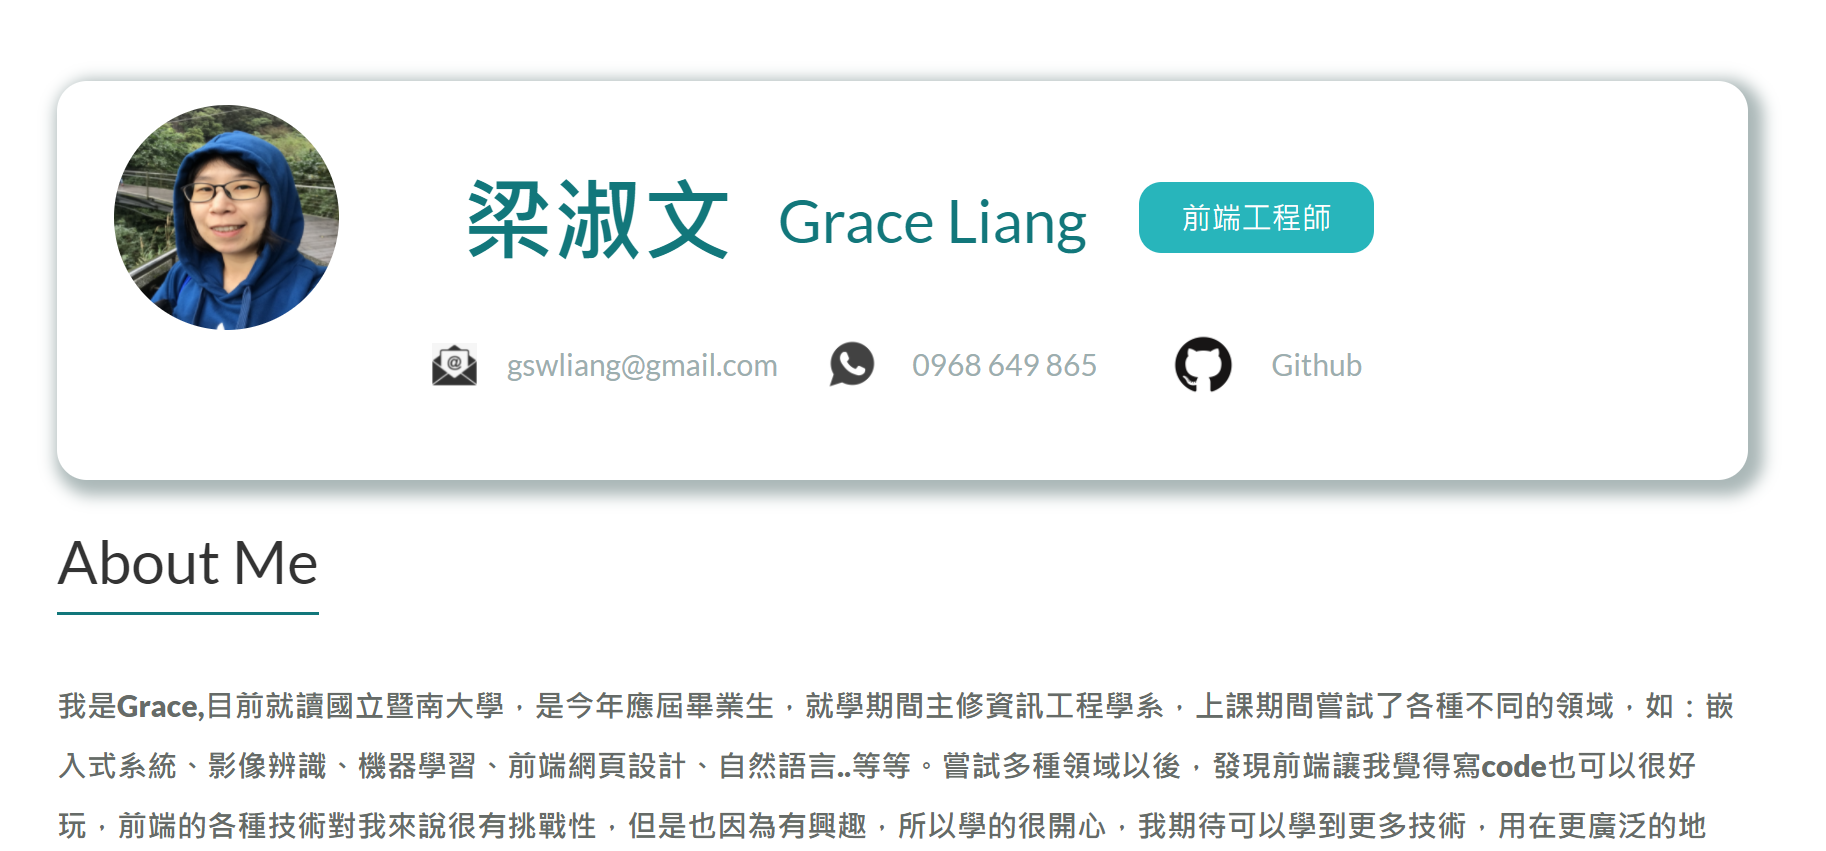 梁淑文 Grace Liang 前端工程師
gswliang@gmail.com 0968 649 865 Github
About Me
我是Grace,目前就讀國立暨南大學，是今年應屆畢業生，就學期間主修資訊工程學系，上課期間嘗試了各種不同的領域，如：嵌
入式系統、影像辨識、機器學習、前端網頁設計、自然語言..等等。嘗試多種領域以後，發現前端讓我覺得寫code也可以很好
玩，前端的各種技術對我來說很有挑戰性，但是也因為有興趣，所以學的很開心，我期待可以學到更多技術，用在更廣泛的地